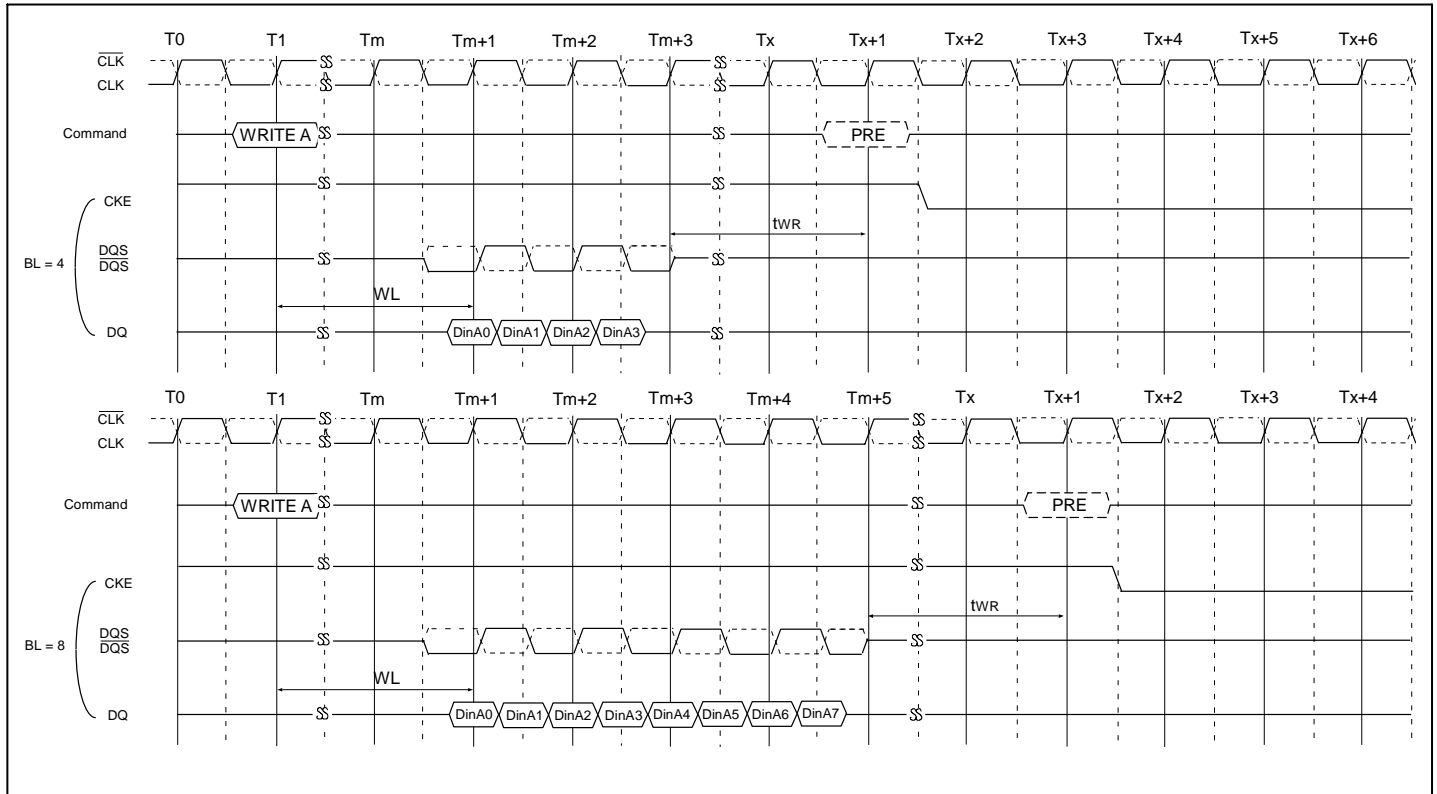 T0 T1 Tm Tm+1 Tm+2 Tm+3 Tx Tx+1 Tx+2 Tx+3 Tx+4 Tx+5 Tx+6
CLK
CLK
Command WRITE A PRE
CKE
tWR
BL = 4
DQS
DQS
WL
DQ DinA0 DinA1 DinA2 DinA3
T0 T1 Tm Tm+1 Tm+2 Tm+3 Tm+4 Tm+5 Tx Tx+1 Tx+2 Tx+3 Tx+4
CLK
CLK
Command WRITE A PRE
CKE
tWR
BL = 8
DQS
DQS
WL
DQ DinA0 DinA1 DinA2 DinA3 DinA4 DinA5 DinA6 DinA7